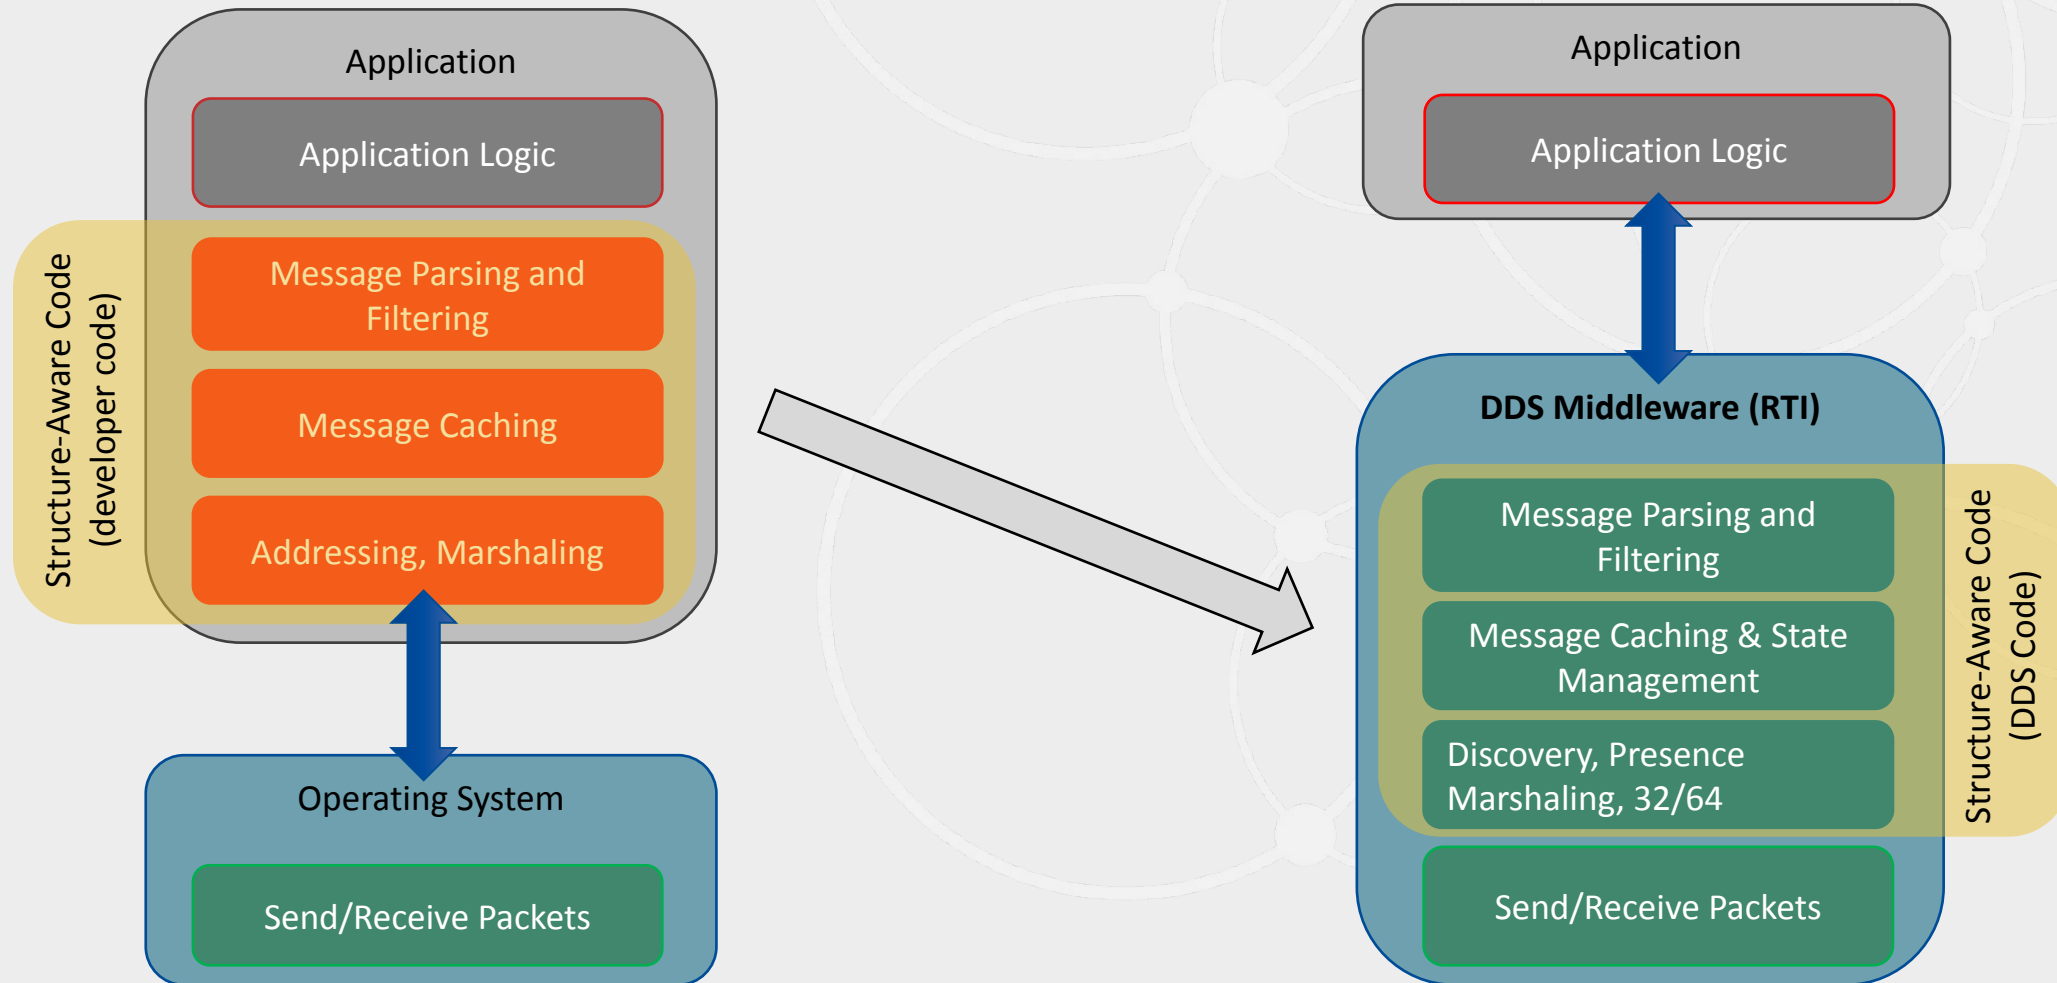 Application
Application Logic
Structure-Aware Code
(developer code)
Message Parsing and
Filtering
Message Caching
Addressing, Marshaling
Operating System
Send/Receive Packets
Application
Application Logic
DDS Middleware (RTI)
Message Parsing and
Filtering
Message Caching & State
Management
Discovery, Presence
Marshaling, 32/64
Structure-Aware Code
(DDS Code)
Send/Receive Packets